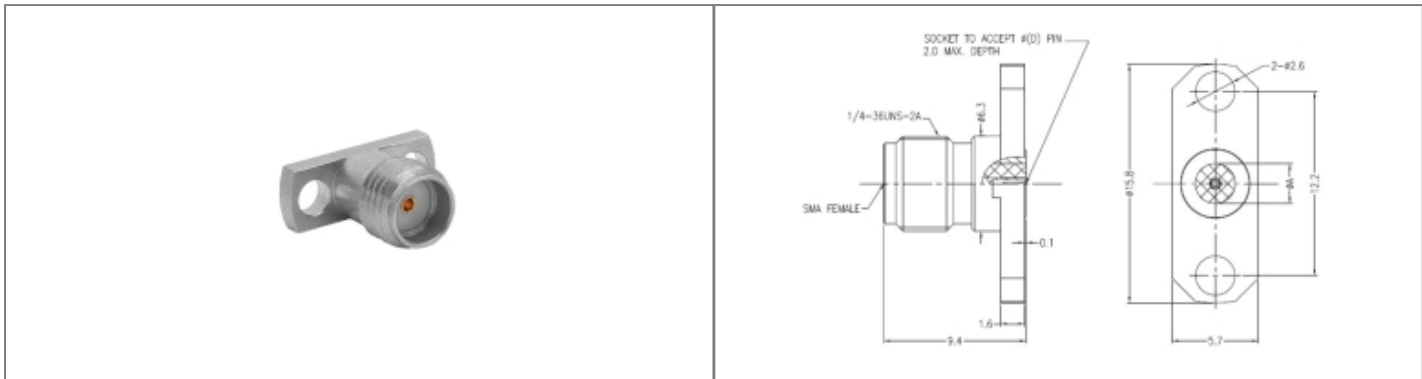 SOCKET TO ACCEPT ø(D) PIN
2.0 MAX. DEPTH
1/4-36UNS-2A
ø6.3
SMA FEMALE
0.1
1.6
9.4
2-ø2.6
ø15.8
12.2
øA
5.7